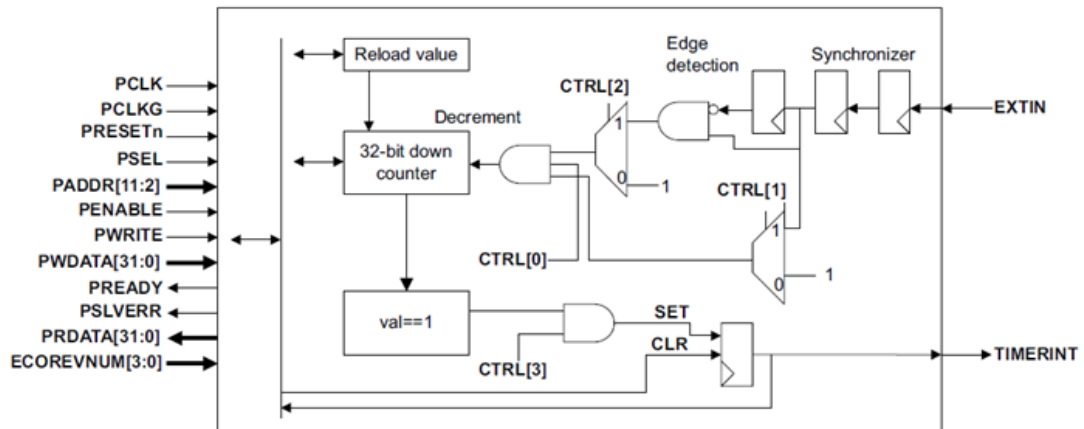 PCLK
PCLKG
PRESETn
PSEL
PADDR[11:2]
PENABLE
PWRITE
PWDATA[31:0]
PREADY
PSLVERR
PRDATA[31:0]
ECOREVNUM[3:0]
Reload value
Decrement
32-bit down
counter
val==1
CTRL[0]
CTRL[3]
CTRL[2]
1
0
1
Edge
detection
Synchronizer
CTRL[1]
1
0
1
SET
CLR
EXTIN
TIMERINT